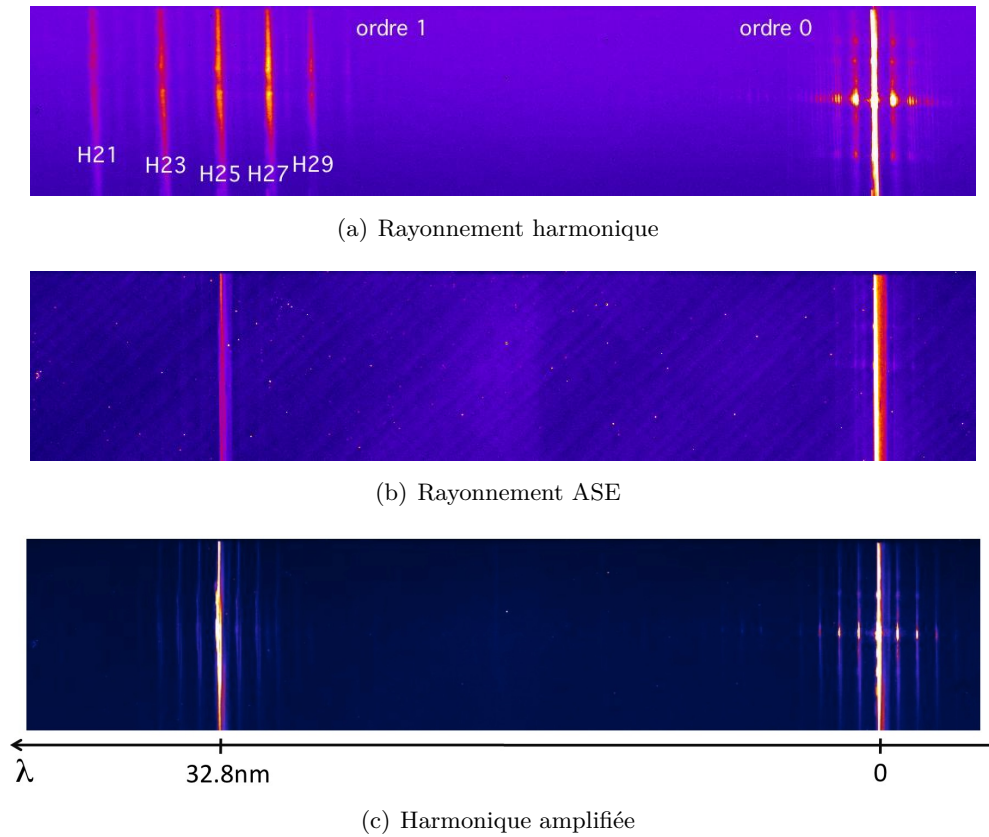 ordre 1 ordre 0
H21 H23 H25 H27 H29
(a) Rayonnement harmonique
(b) Rayonnement ASE
λ 32.8nm 0
(c) Harmonique amplifiée